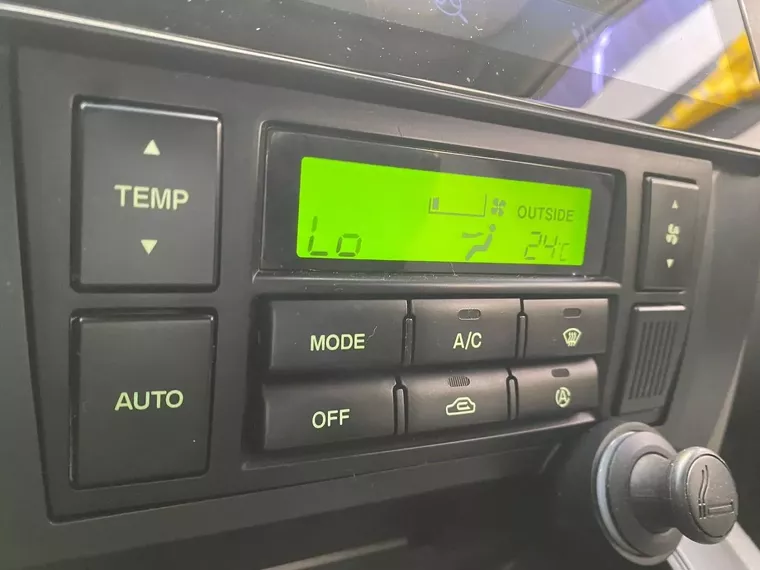 TEMP
OUTSIDE
Lo
24c
MODE
A/C
AUTO
OFF
A